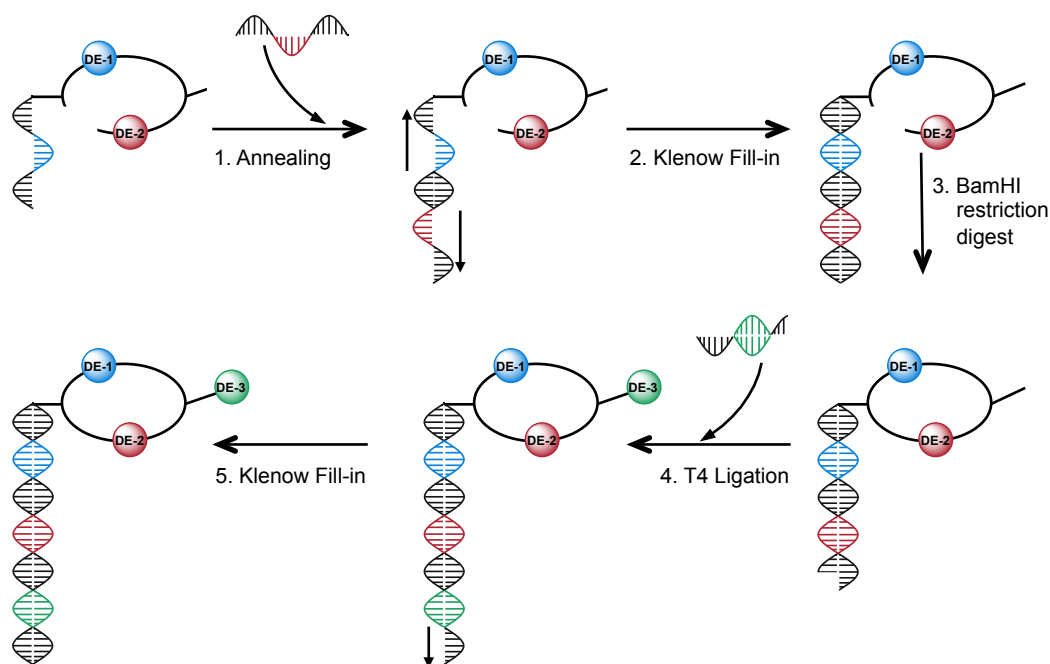 DE-1
DE-2
1. Annealing
DE-1
DE-2
2. Klenow Fill-in
DE-1
DE-2
3. BamHI
restriction
digest
DE-1
DE-2
DE-3
5. Klenow Fill-in
DE-1
DE-2
DE-3
4. T4 Ligation
DE-1
DE-2